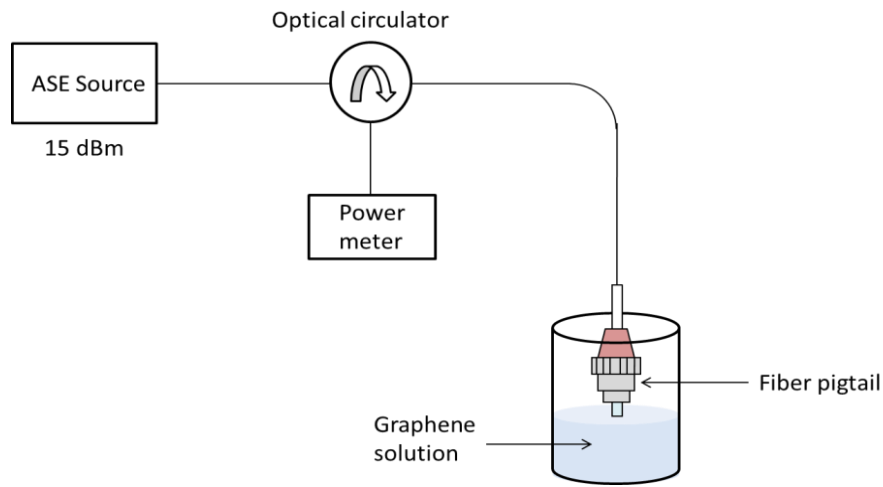 Optical circulator
ASE Source
15 dBm
Power
meter
Fiber pigtail
Graphene
solution